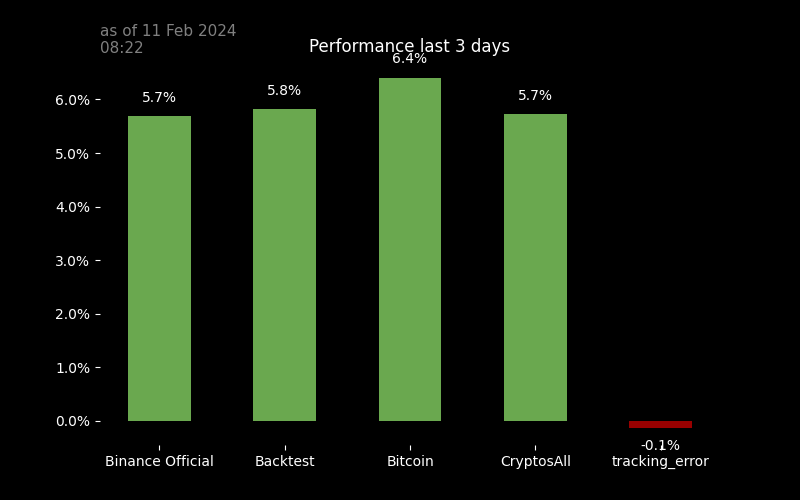 as of 11 Feb 2024
08:22
Performance last 3 days
6.4%
5.8%
5.7%
5.7%
6.0%
5.0%
4.0%
3.0%
2.0%
1.0%
0.0%
-0.1%
Binance Official
Backtest
Bitcoin
CryptosAll
tracking_error